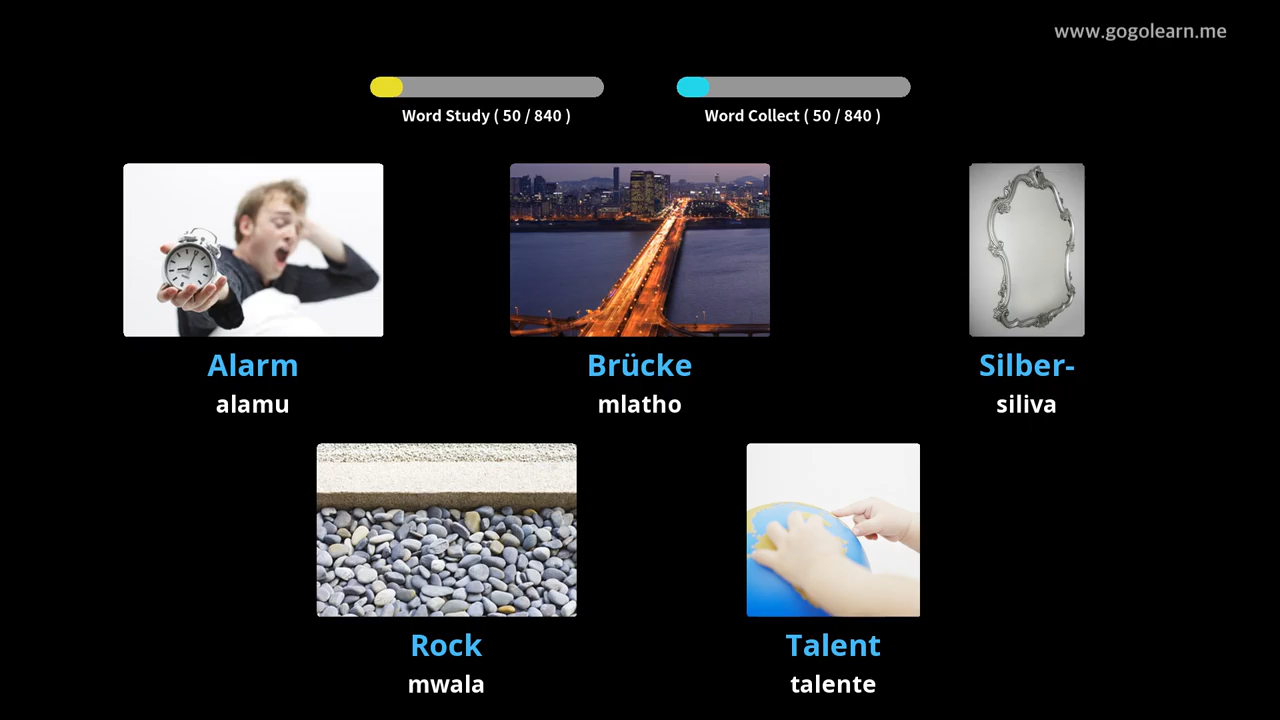 www.gogolearn.me
Word Study ( 50 / 840 )
Word Collect ( 50 / 840 )
Alarm
alamu
Brücke
mlatho
Silber-
siliva
Rock
mwala
Talent
talente